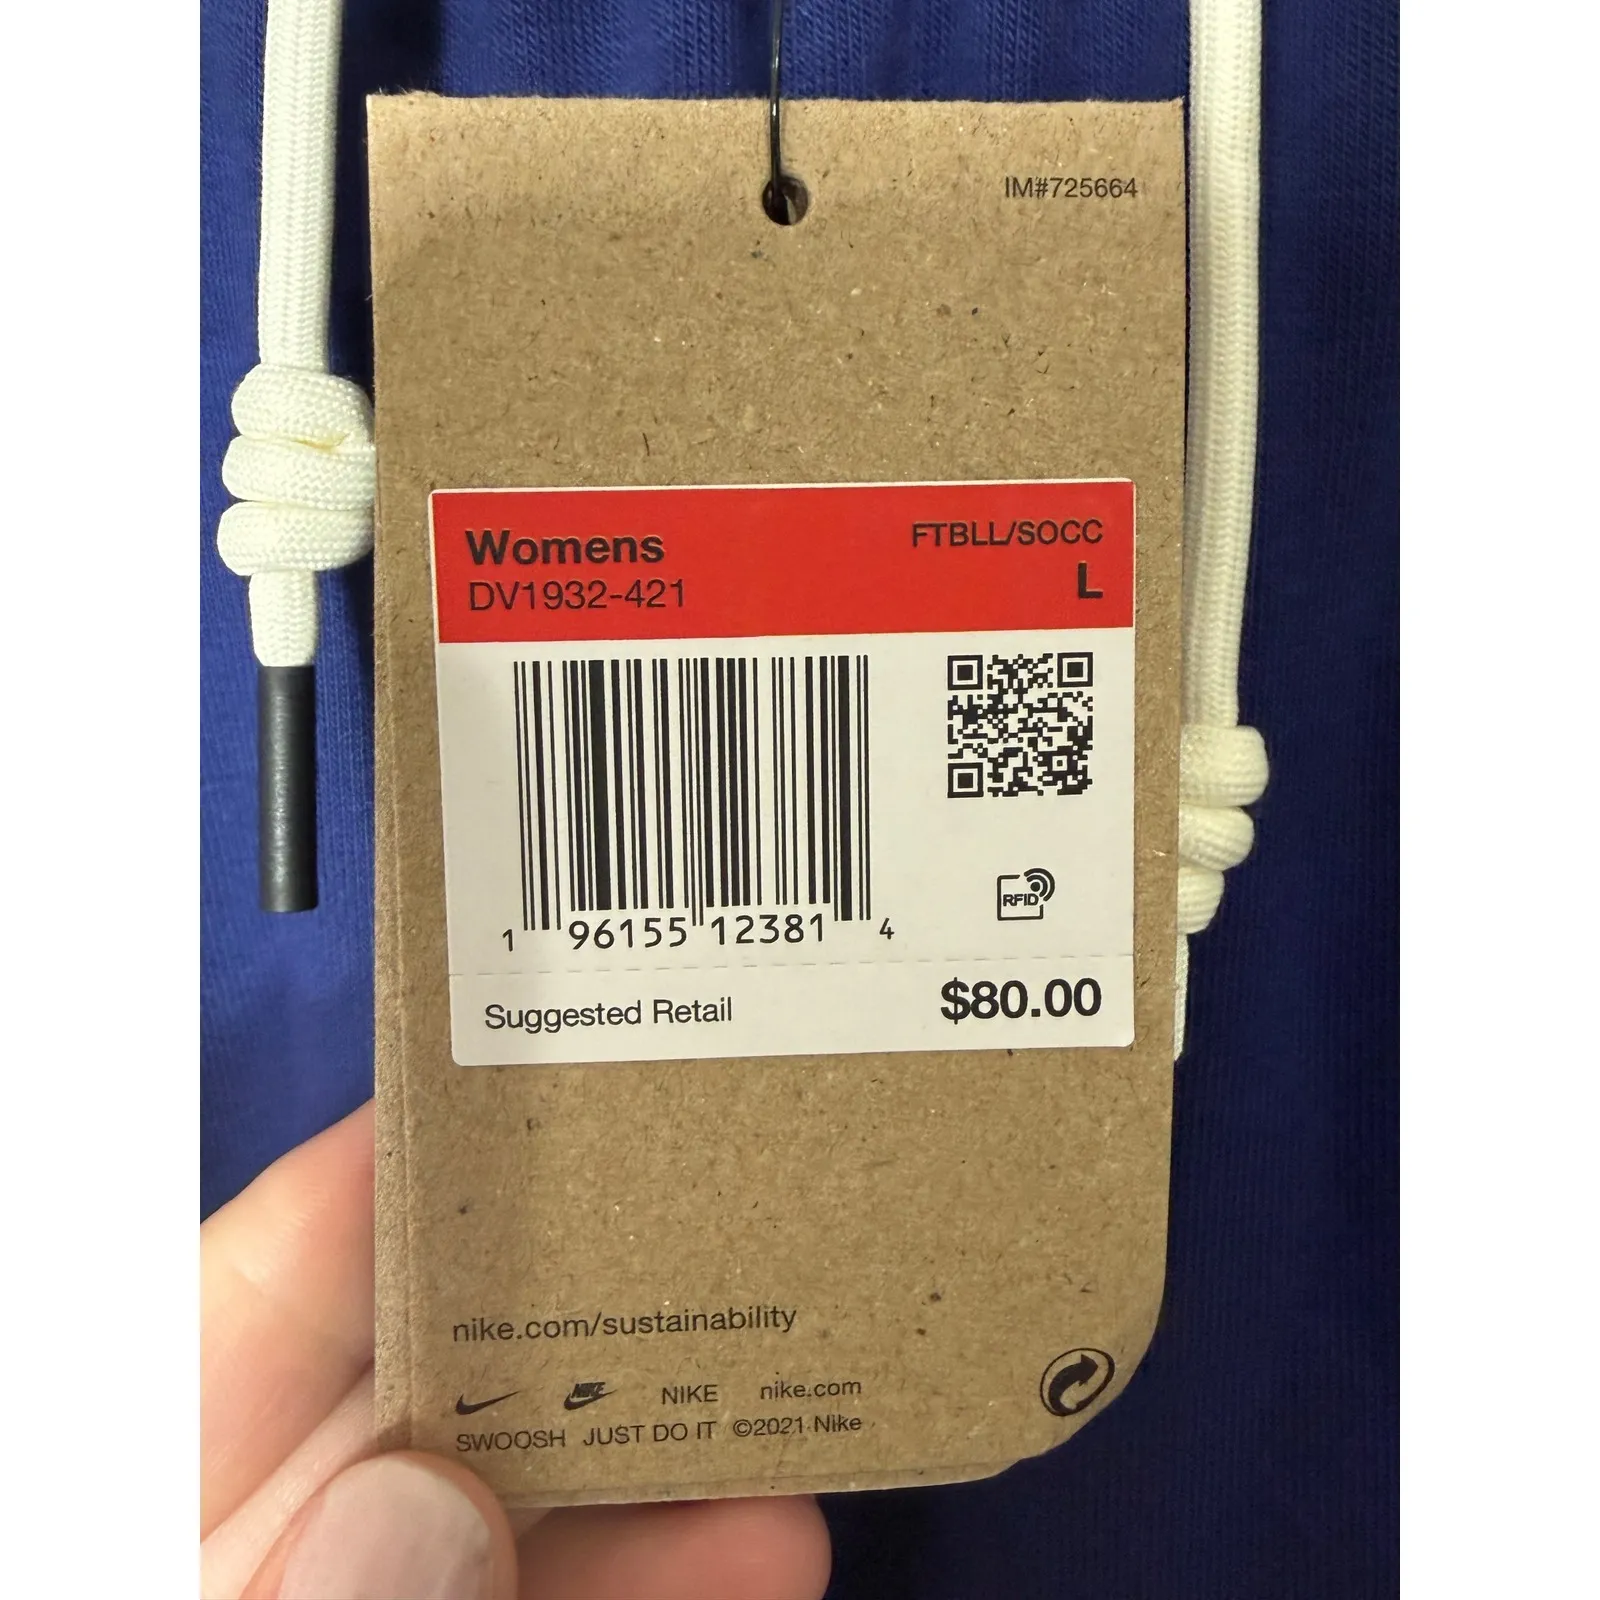 IM#725664
Womens
FTBLL/SOCC
DV1932-421
L
RFID
1 96155 12381 4
Suggested Retail
$80.00
nike.com/sustainability
NIKE NIKE nike.com
SWOOSH JUST DO IT ©2021 Nike